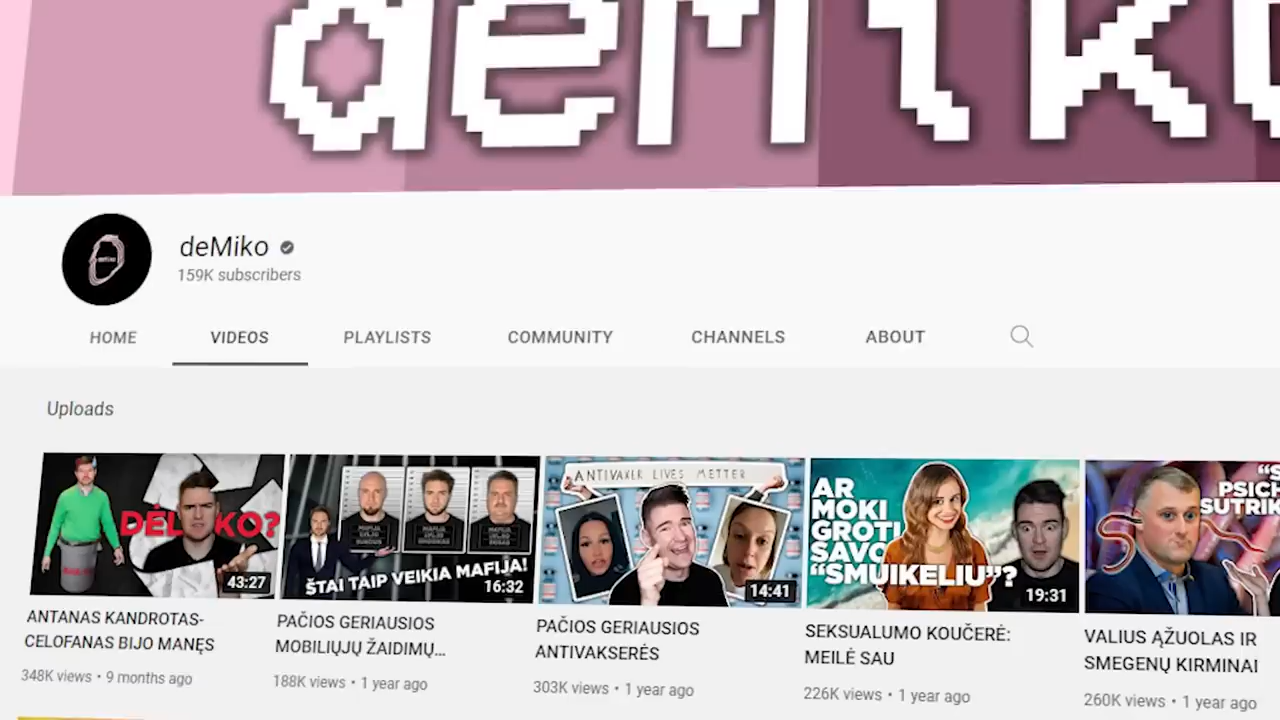 deMiko
deMiko
159K subscribers
HOME VIDEOS PLAYLISTS COMMUNITY CHANNELS ABOUT
Uploads
43:27
ŠTAI TAIP VEIKIA MAFIJA!
16:32
ANTIVAXER LIVES METTER
14:41
AR
MOKI
GROTI
SAVO
“SMUIKELIU”?
19:31
ANTANAS KANDROTAS-
CELOFANAS BIJO MANĘS
348K views • 9 months ago
PAČIOS GERIAUSIOS
MOBILIŲJŲ ŽAIDIMŲ...
188K views • 1 year ago
PAČIOS GERIAUSIOS
ANTIVAKSERĖS
303K views • 1 year ago
SEKSUALUMO KOUČERĖ:
MEILĖ SAU
226K views • 1 year ago
VALIUS ĄŽUOLAS IR
SMEGENŲ KIRMINAI
260K views • 1 year ago